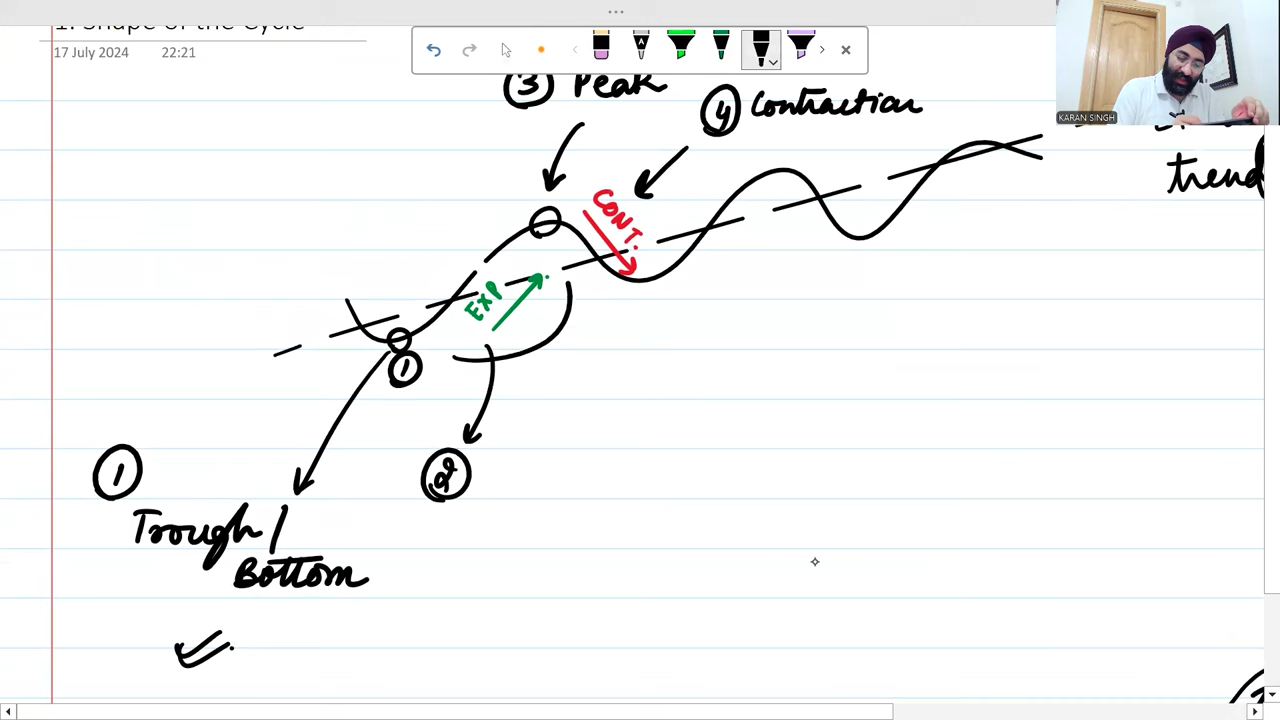 1. Shape of the Cycle
17 July 2024 22:21
KARAN SINGH
3 Peak
4 Contraction
trend
CONT.
EXP
1
1
2
Trough /
Bottom